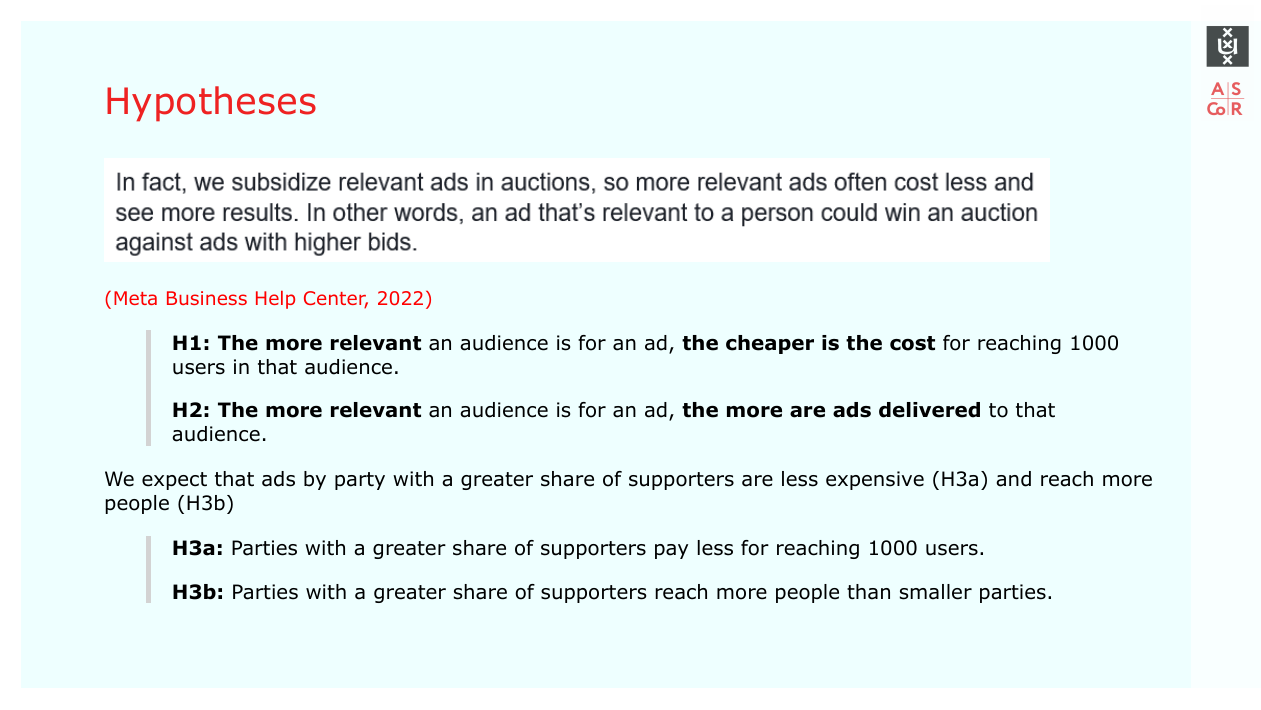 Hypotheses
In fact, we subsidize relevant ads in auctions, so more relevant ads often cost less and
see more results. In other words, an ad that's relevant to a person could win an auction
against ads with higher bids.
(Meta Business Help Center, 2022)
H1: The more relevant an audience is for an ad, the cheaper is the cost for reaching 1000
users in that audience.
H2: The more relevant an audience is for an ad, the more are ads delivered to that
audience.
We expect that ads by party with a greater share of supporters are less expensive (H3a) and reach more
people (H3b)
H3a: Parties with a greater share of supporters pay less for reaching 1000 users.
H3b: Parties with a greater share of supporters reach more people than smaller parties.
A S
Co R